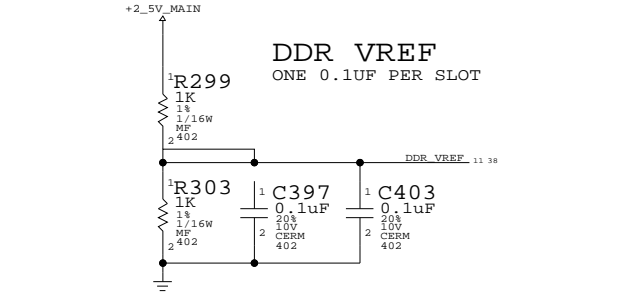 +2_5V_MAIN
DDR VREF
ONE 0.1UF PER SLOT
1
R299
1K
1%
1/16W
MF
2 402
DDR_VREF 11 38
1
R303
1K
1%
1/16W
MF
2 402
1 C397
0.1uF
20%
10V
2 CERM
402
1 C403
0.1uF
20%
10V
2 CERM
402